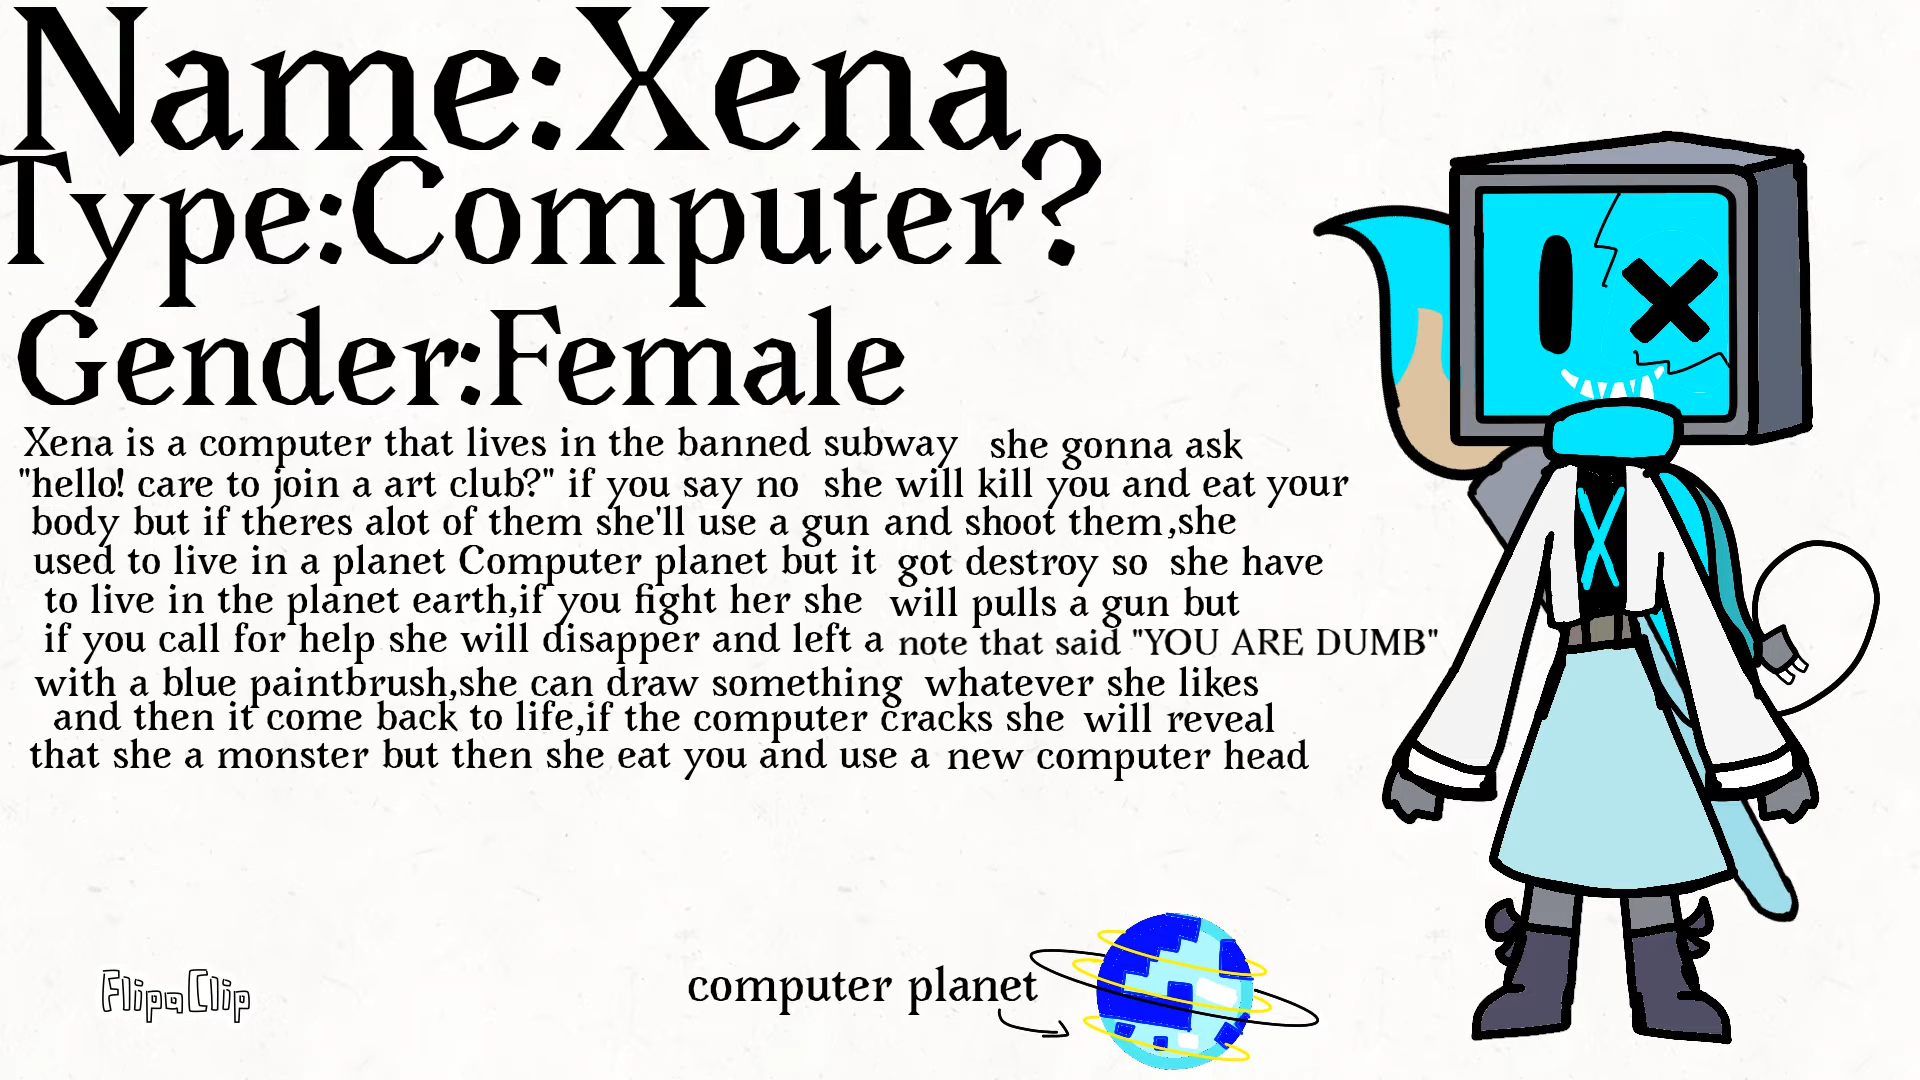 Name:Xena
Type:Computer?
Gender:Female
Xena is a computer that lives in the banned subway she gonna ask
"hello! care to join a art club?" if you say no she will kill you and eat your
body but if theres alot of them she'll use a gun and shoot them,she
used to live in a planet Computer planet but it got destroy so she have
to live in the planet earth,if you fight her she will pulls a gun but
if you call for help she will disapper and left a note that said "YOU ARE DUMB"
with a blue paintbrush,she can draw something whatever she likes
and then it come back to life,if the computer cracks she will reveal
that she a monster but then she eat you and use a new computer head
computer planet
FlipaClip